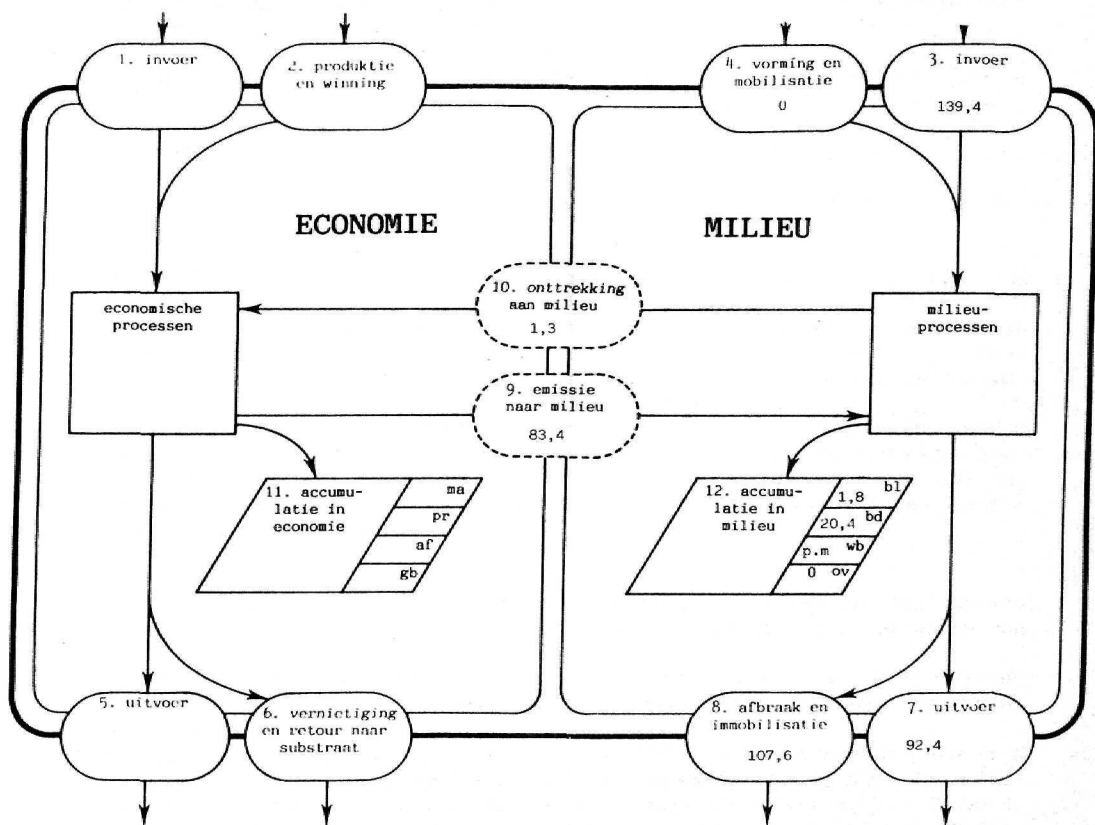 1. invoer
2. produktie
en winning
4. vorming en
mobilisatie
0
3. invoer
139,4
ECONOMIE
MILIEU
economische
processen
10. onttrekking
aan milieu
1,3
milieu-
processen
9. emissie
naar milieu
83,4
11. accumu-
latie in
economie
ma
pr
af
gb
12. accumu-
latie in
milieu
1,8 bl
20,4 bd
p.m wb
0 ov
5. uitvoer
6. vernietiging
en retour naar
substraat
8. afbraak en
immobilisatie
107,6
7. uitvoer
92,4